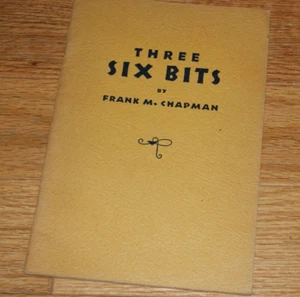 THREE
SIX BITS
BY
FRANK M. CHAPMAN